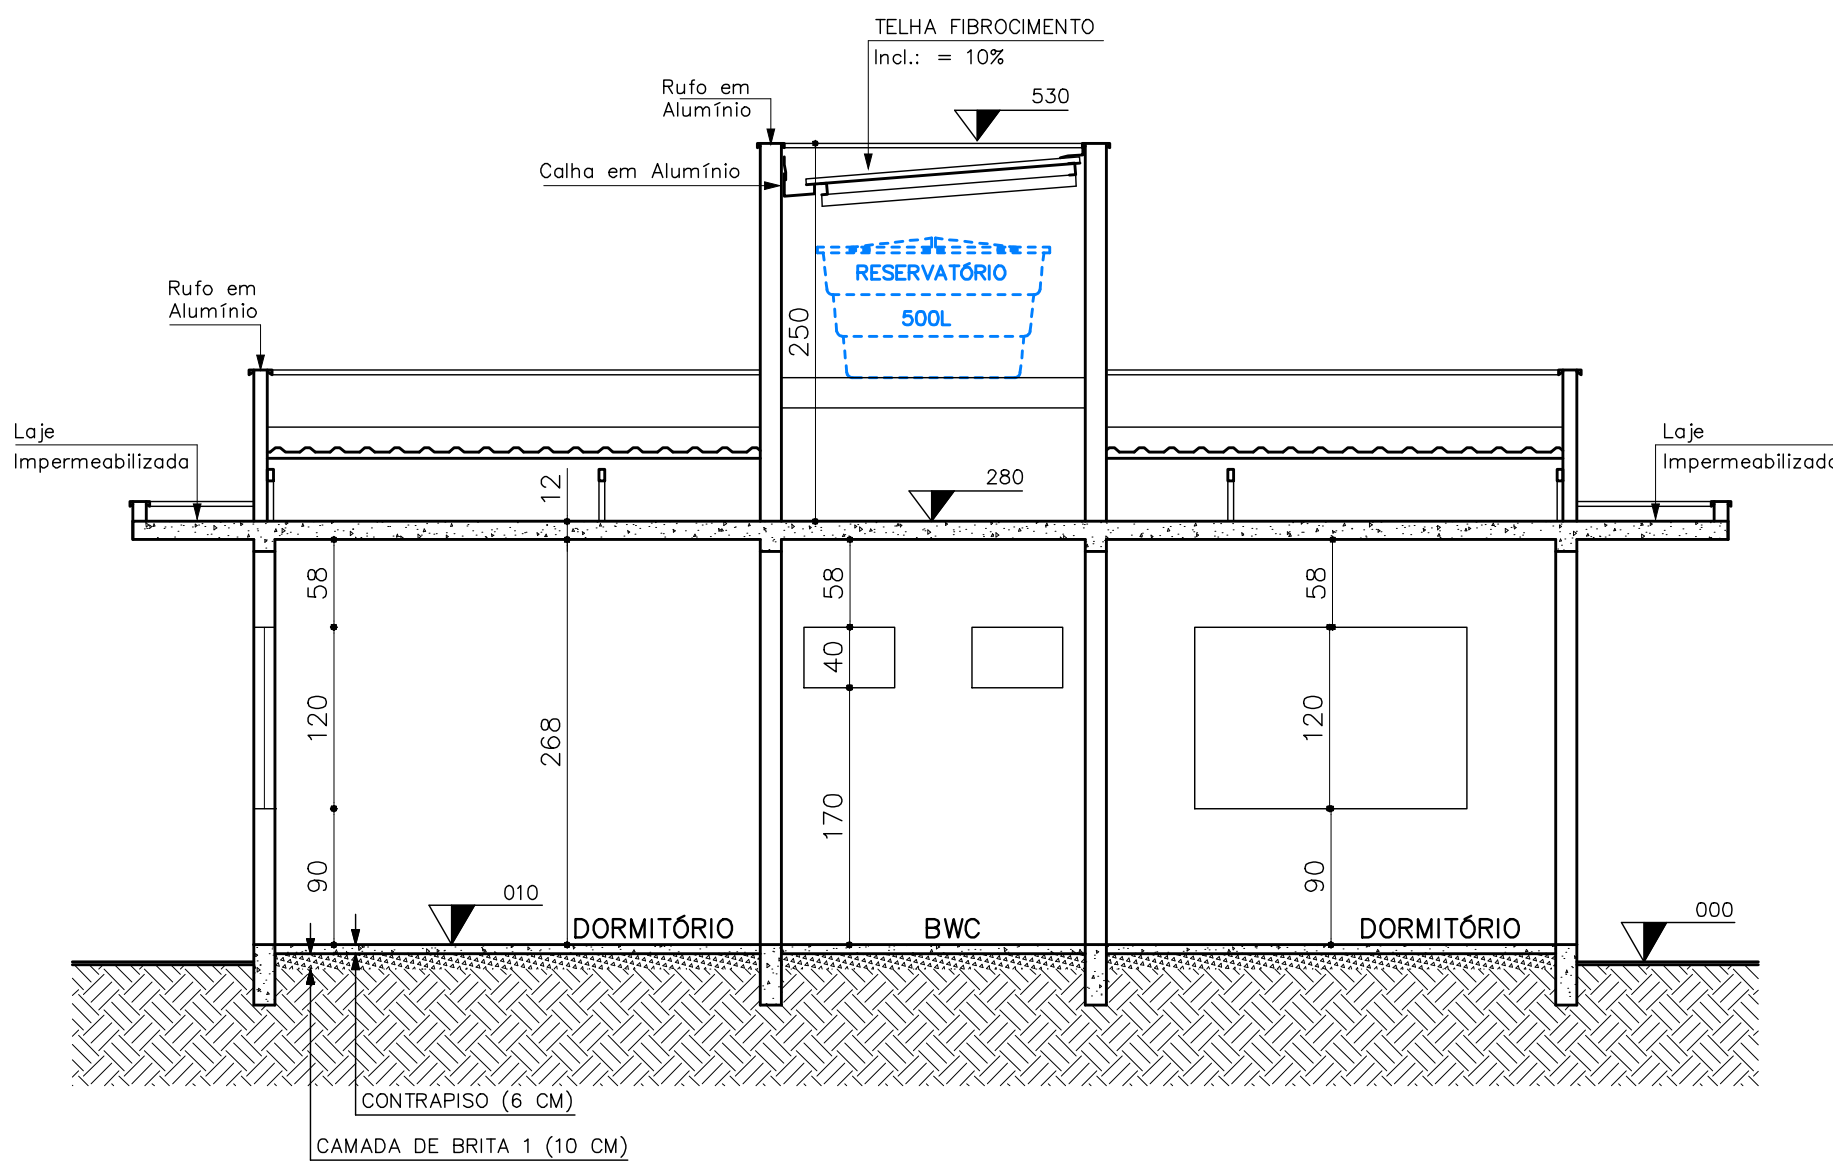 TELHA FIBROCIMENTO
Incl.: = 10%
Rufo em
Alumínio
530
Calha em Alumínio
RESERVATÓRIO
500L
250
Rufo em
Alumínio
Laje
Impermeabilizada
Laje
Impermeabilizada
12
280
58
58
58
120
40
120
268
170
90
90
010
000
DORMITÓRIO
BWC
DORMITÓRIO
CONTRAPISO (6 CM)
CAMADA DE BRITA 1 (10 CM)